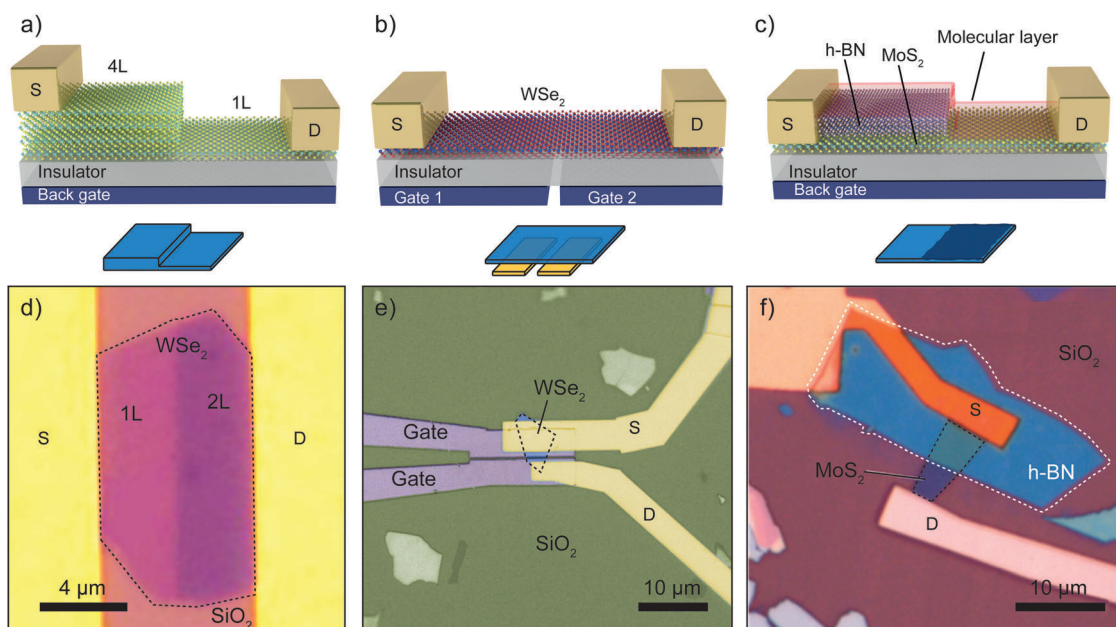 a)
4L
S
1L
D
Insulator
Back gate
b)
WSe₂
S
D
Insulator
Gate 1
Gate 2
c)
Molecular layer
h-BN
MoS₂
S
D
Insulator
Back gate
d)
WSe₂
1L
2L
S
D
4 µm
SiO₂
e)
WSe₂
Gate
S
Gate
D
SiO₂
10 µm
f)
SiO₂
S
MoS₂
h-BN
D
10 µm